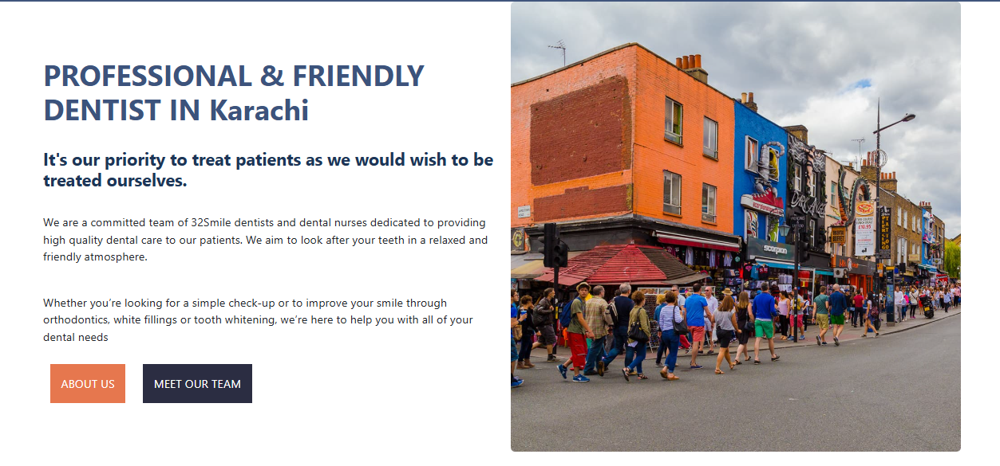 PROFESSIONAL & FRIENDLY
DENTIST IN Karachi
It's our priority to treat patients as we would wish to be
treated ourselves.
We are a committed team of 32Smile dentists and dental nurses dedicated to providing
high quality dental care to our patients. We aim to look after your teeth in a relaxed and
friendly atmosphere.
Whether you’re looking for a simple check-up or to improve your smile through
orthodontics, white fillings or tooth whitening, we’re here to help you with all of your
dental needs
ABOUT US
MEET OUR TEAM
scorpion
£10.95